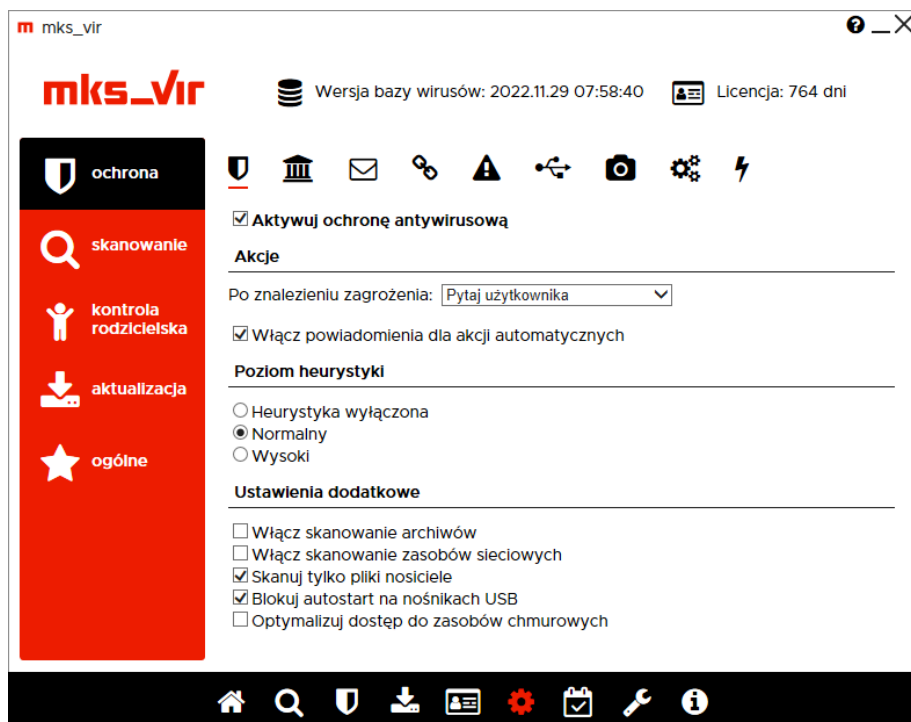 mks_vir
mks_vir
Wersja bazy wirusów: 2022.11.29 07:58:40
Licencja: 764 dni
ochrona
skanowanie
kontrola
rodzicielska
aktualizacja
ogólne
Aktywuj ochronę antywirusową
Akcje
Po znalezieniu zagrożenia: Pytaj użytkownika
Włącz powiadomienia dla akcji automatycznych
Poziom heurystyki
Heurystyka wyłączona
Normalny
Wysoki
Ustawienia dodatkowe
Włącz skanowanie archiwów
Włącz skanowanie zasobów sieciowych
Skanuj tylko pliki nosiciele
Blokuj autostart na nośnikach USB
Optymalizuj dostęp do zasobów chmurowych